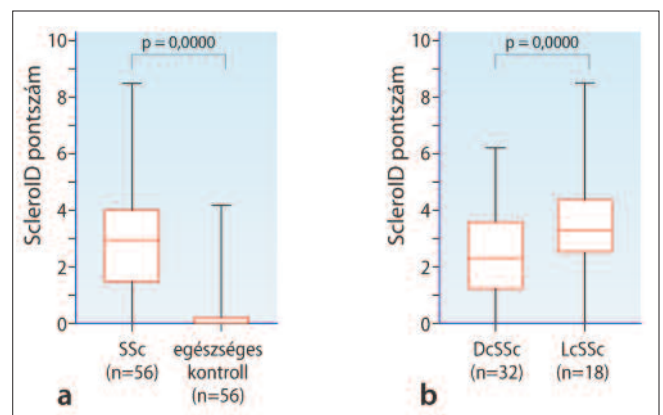 ScleroID pontszám
10
8
6
4
2
0
p = 0,0000
SSc
(n=56)
egészséges
kontroll
(n=56)
a
ScleroID pontszám
10
8
6
4
2
0
p = 0,0000
DcSSc
(n=32)
LcSSc
(n=18)
b